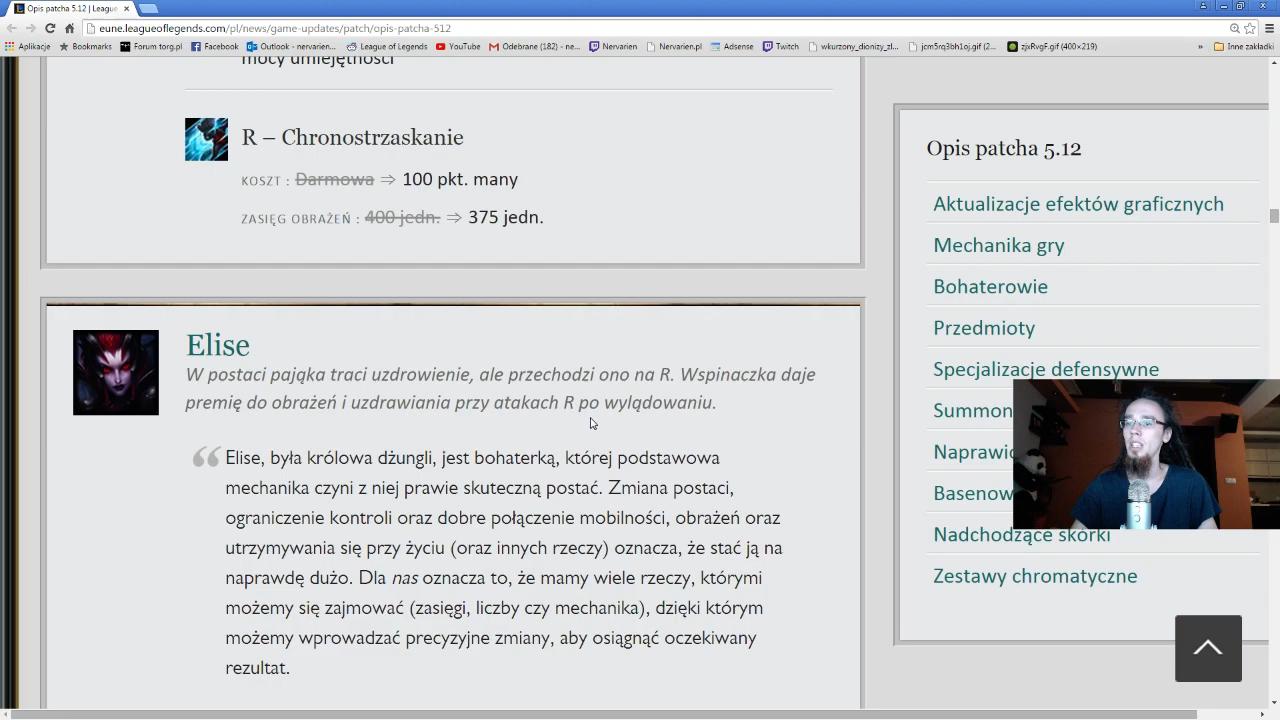 Opis patcha 5.12 | Leagu
eune.leagueoflegends.com/pl/news/game-updates/patch/opis-patcha-512
Aplikacje
Bookmarks
Forum torg.pl
Facebook
Outlook - nervarien...
League of Legends
YouTube
Odebrane (182) - ne...
Nervarien
Nervarien.pl
Adsense
Twitch
wkurzony_dionizy_zl...
jcm5rq3bh1oj.gif (2...
zjxRvgF.gif (400×219)
»
Inne zakładki
mocy umiejętności
R – Chronostrzaskanie
KOSZT : Darmowa ⇒ 100 pkt. many
ZASIĘG OBRAŻEŃ : 400 jedn. ⇒ 375 jedn.
Elise
W postaci pająka traci uzdrowienie, ale przechodzi ono na R. Wspinaczka daje
premię do obrażeń i uzdrawiania przy atakach R po wylądowaniu.
Elise, była królowa dżungli, jest bohaterką, której podstawowa
mechanika czyni z niej prawie skuteczną postać. Zmiana postaci,
ograniczenie kontroli oraz dobre połączenie mobilności, obrażeń oraz
utrzymywania się przy życiu (oraz innych rzeczy) oznacza, że stać ją na
naprawdę dużo. Dla nas oznacza to, że mamy wiele rzeczy, którymi
możemy się zajmować (zasięgi, liczby czy mechanika), dzięki którym
możemy wprowadzać precyzyjne zmiany, aby osiągnąć oczekiwany
rezultat.
Opis patcha 5.12
Aktualizacje efektów graficznych
Mechanika gry
Bohaterowie
Przedmioty
Specjalizacje defensywne
Summon
Naprawio
Basenow
Nadchodzące skórki
Zestawy chromatyczne